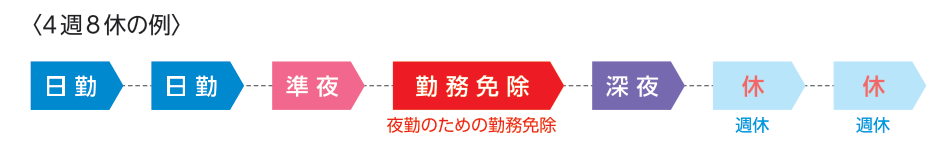 〈4週8休の例〉
日勤 日勤 準夜 勤務免除 深夜 休 休
夜勤のための勤務免除 週休 週休